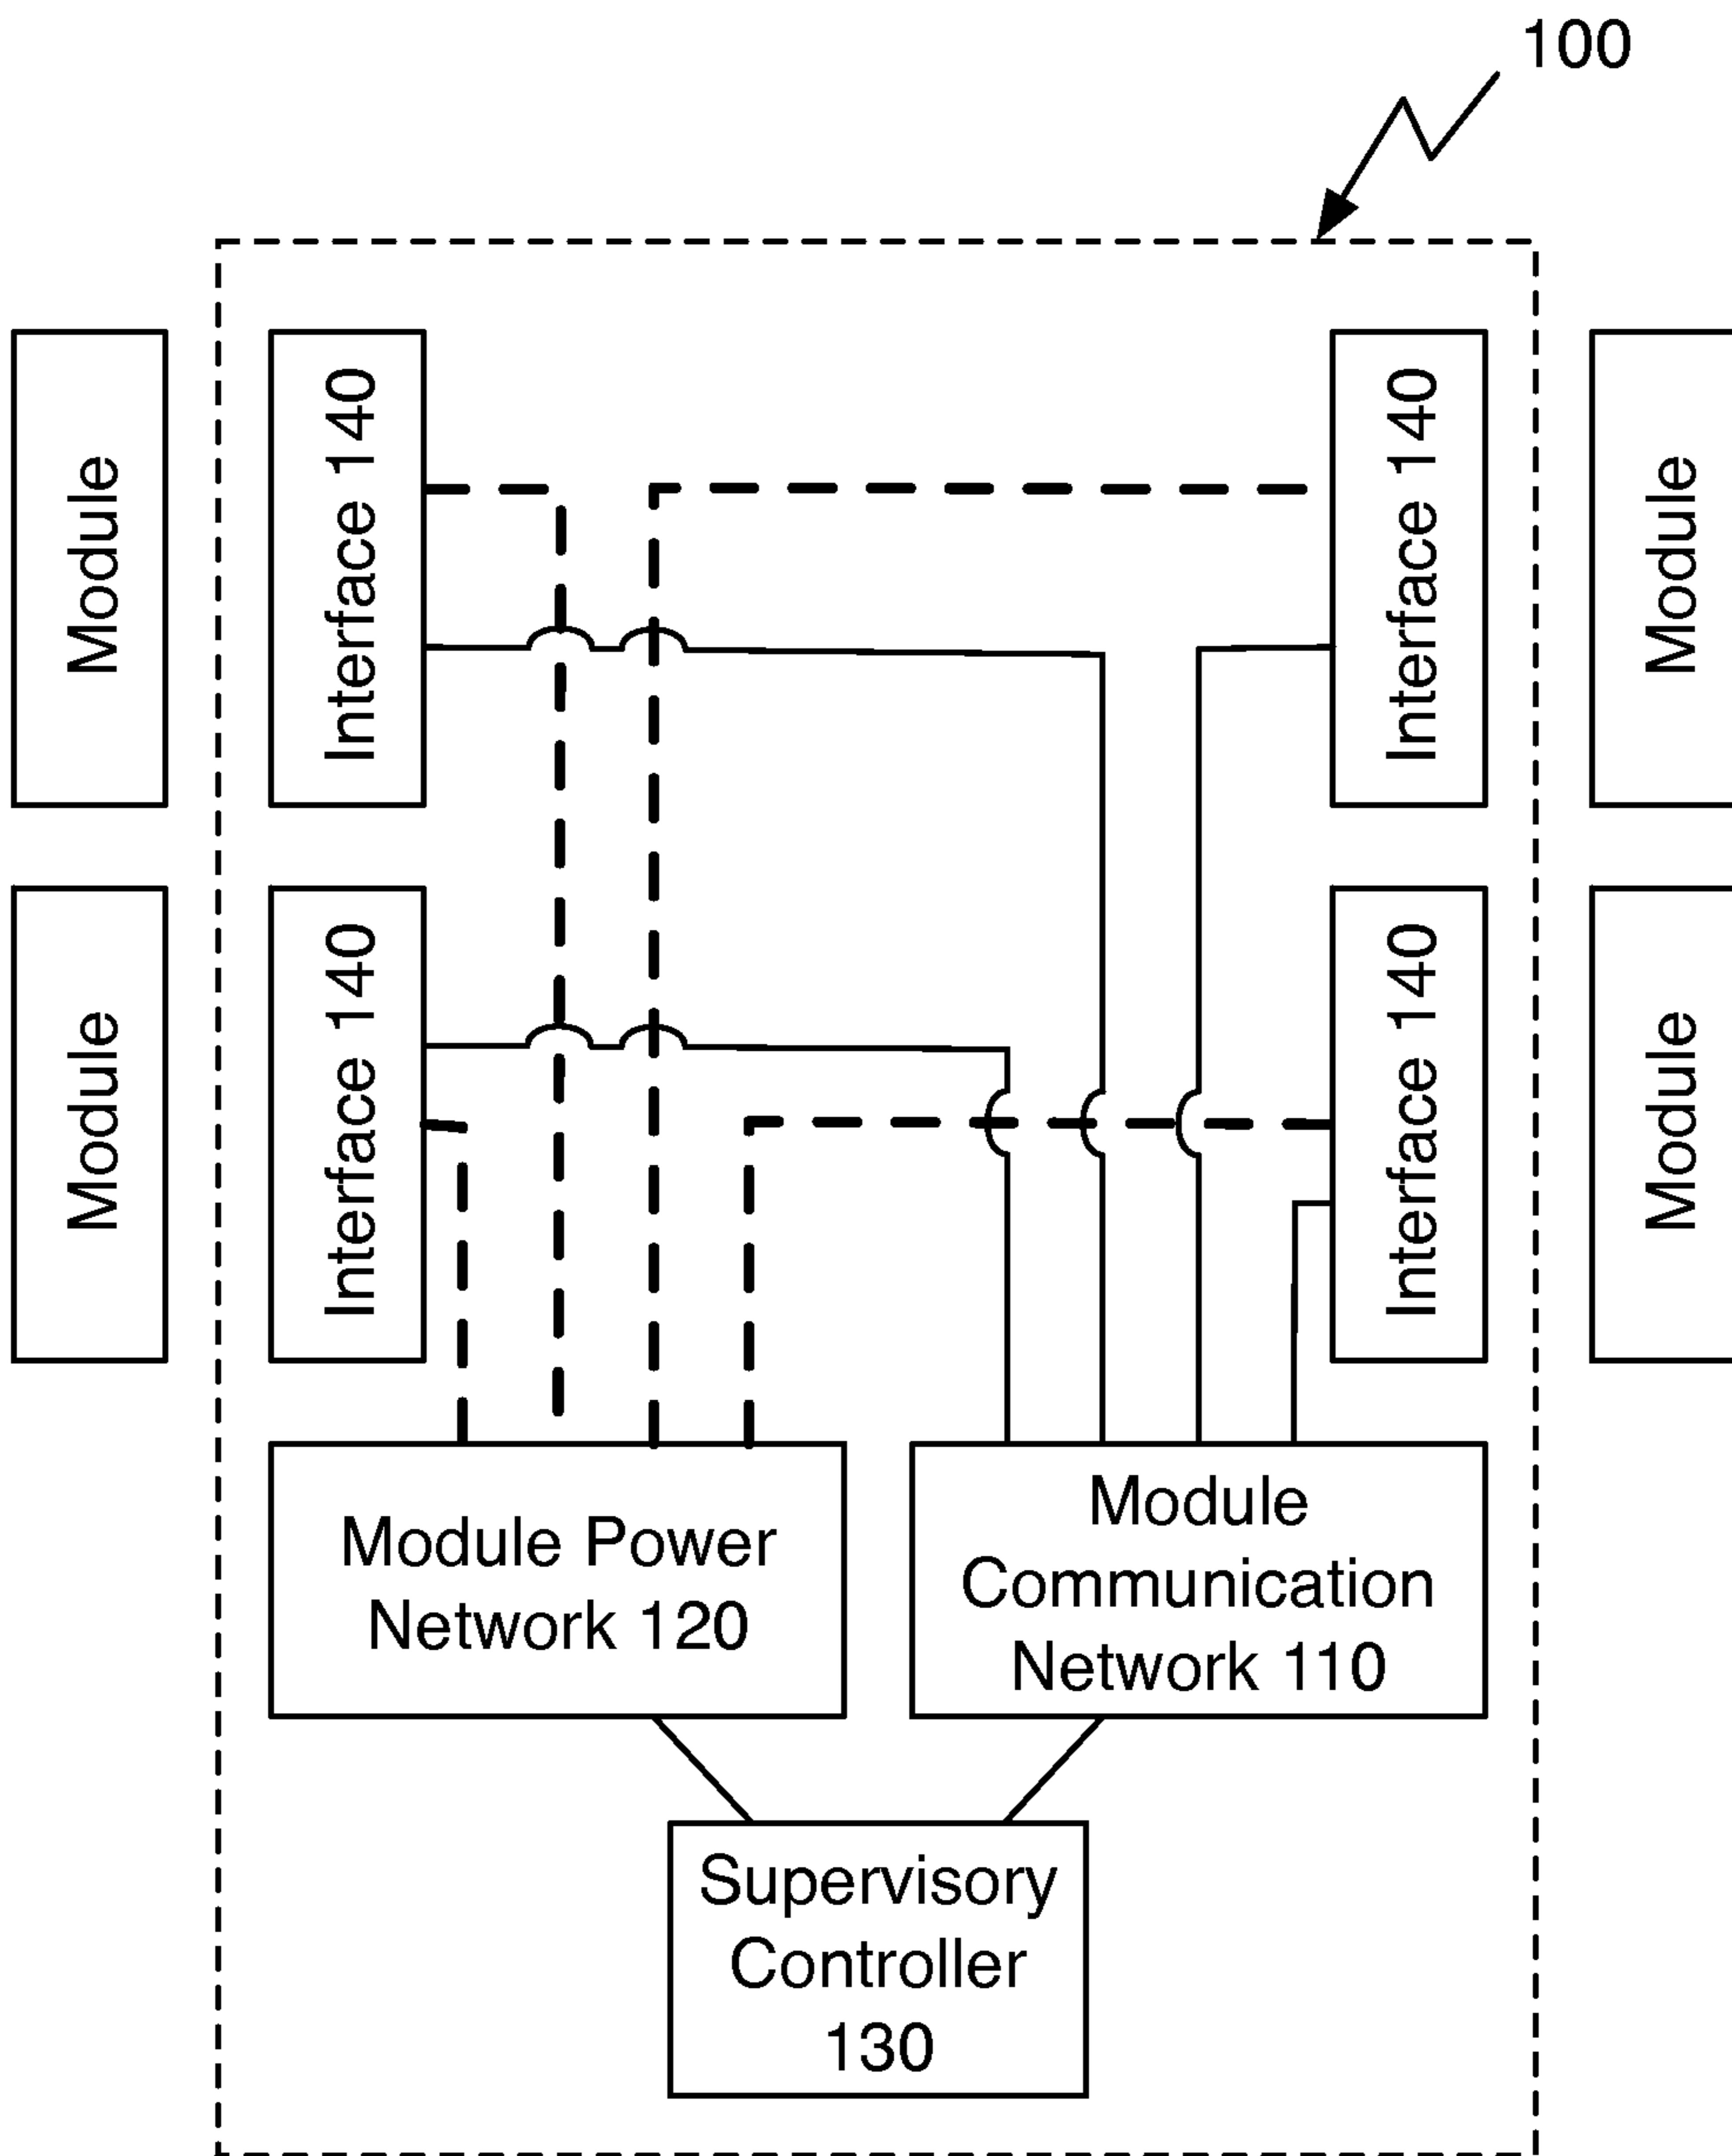 100
Module
Interface 140
Interface 140
Module
Module
Interface 140
Interface 140
Module
Module Power
Network 120
Module
Communication
Network 110
Supervisory
Controller
130